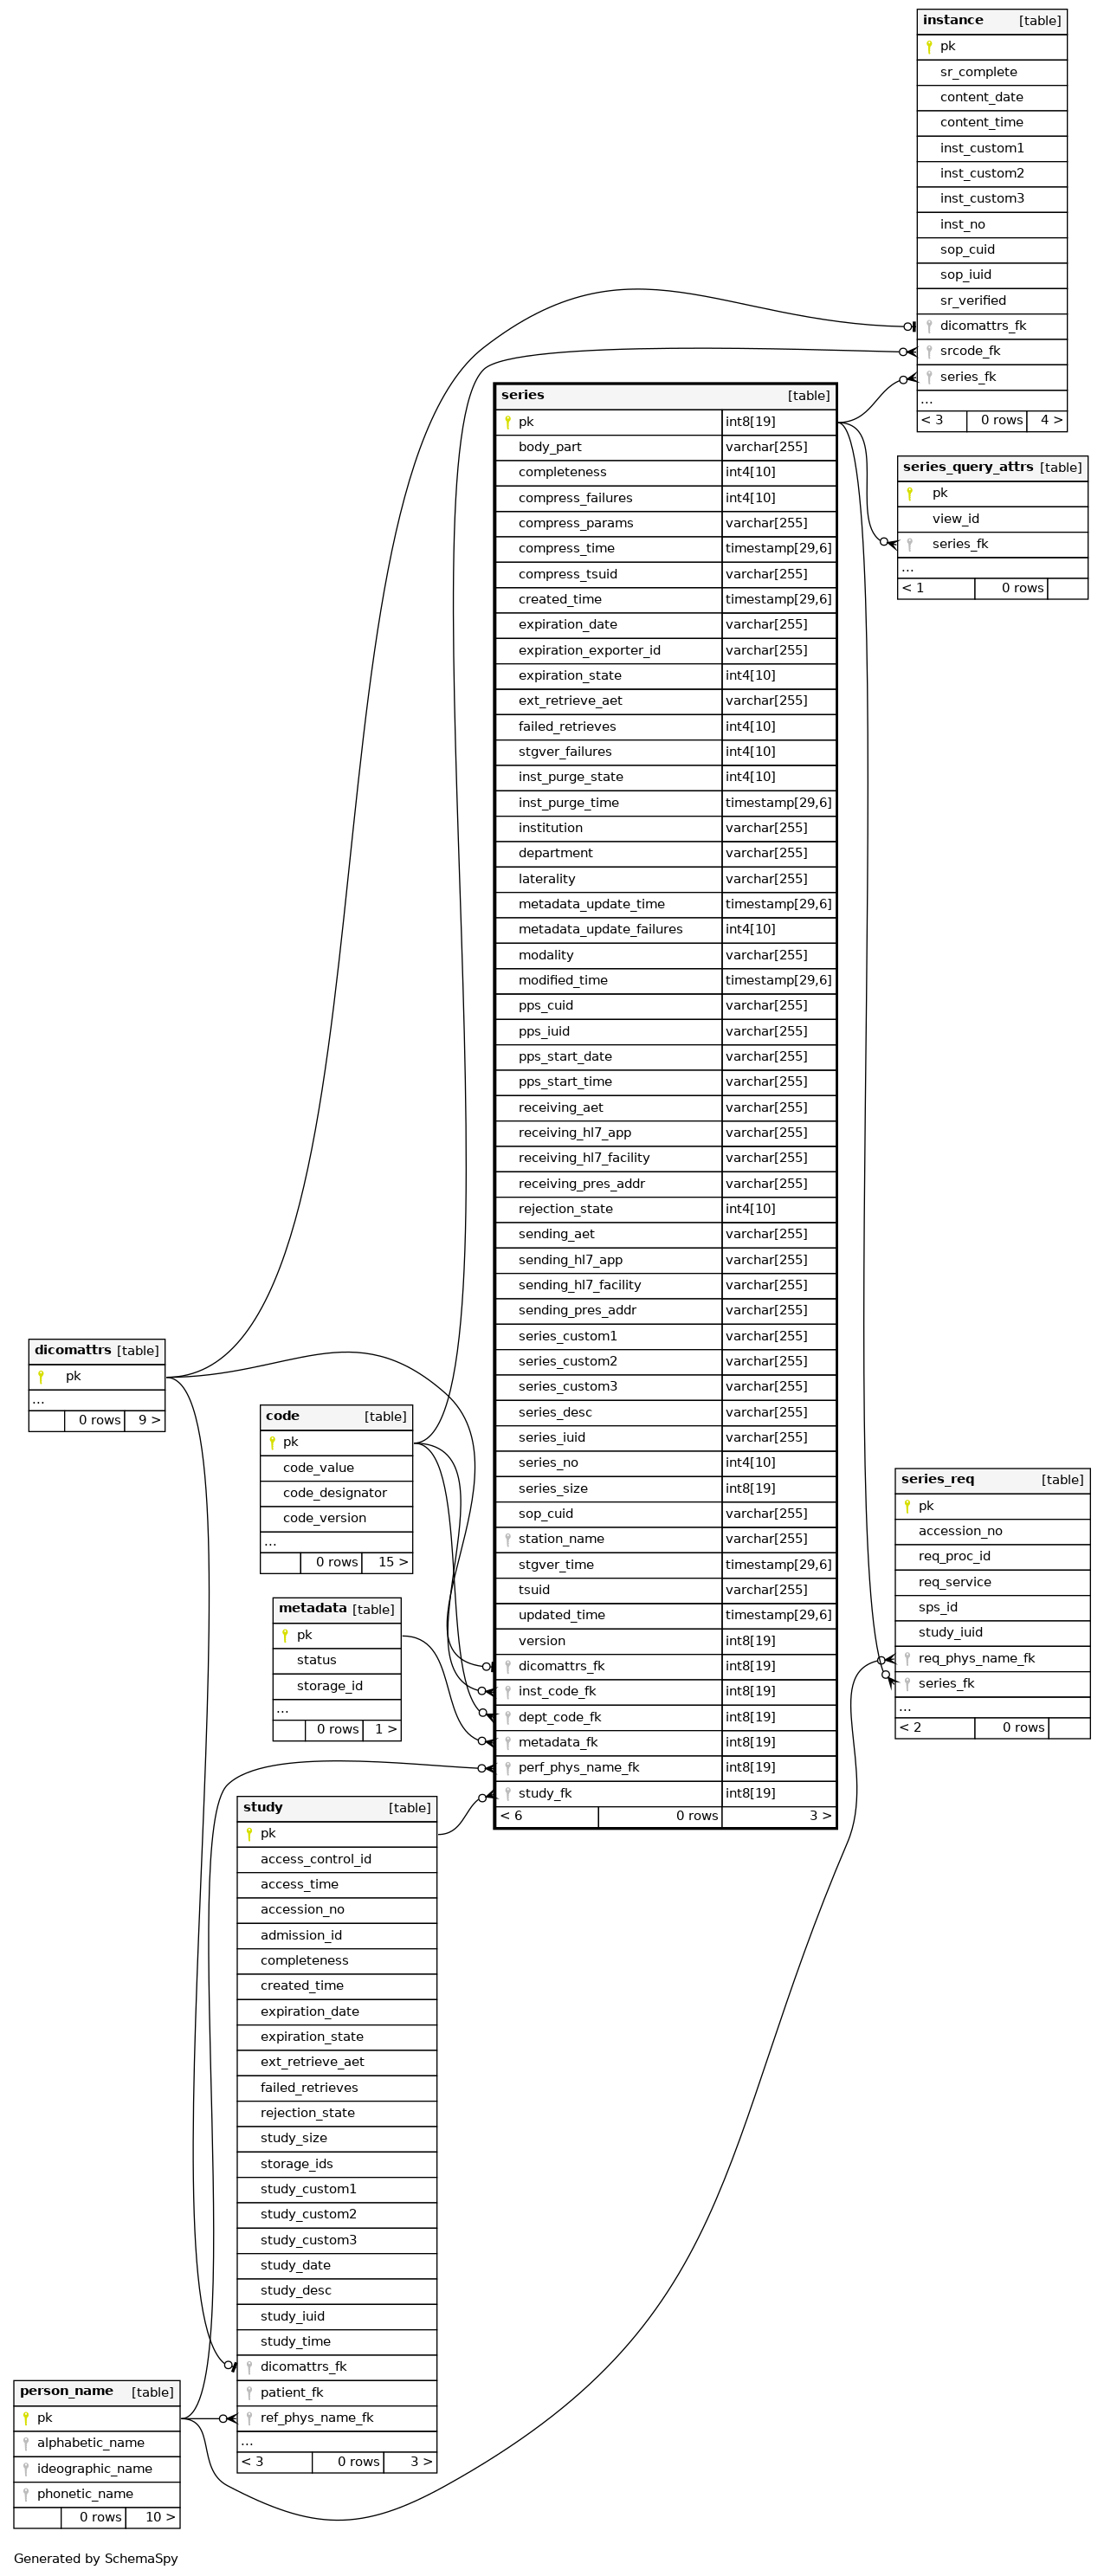 instance [table]
pk
sr_complete
content_date
content_time
inst_custom1
inst_custom2
inst_custom3
inst_no
sop_cuid
sop_iuid
sr_verified
dicomattrs_fk
srcode_fk
series_fk
...
< 3 0 rows 4 >
series_query_attrs [table]
pk
view_id
series_fk
...
< 1 0 rows
series [table]
pk int8[19]
body_part varchar[255]
completeness int4[10]
compress_failures int4[10]
compress_params varchar[255]
compress_time timestamp[29,6]
compress_tsuid varchar[255]
created_time timestamp[29,6]
expiration_date varchar[255]
expiration_exporter_id varchar[255]
expiration_state int4[10]
ext_retrieve_aet varchar[255]
failed_retrieves int4[10]
stgver_failures int4[10]
inst_purge_state int4[10]
inst_purge_time timestamp[29,6]
institution varchar[255]
department varchar[255]
laterality varchar[255]
metadata_update_time timestamp[29,6]
metadata_update_failures int4[10]
modality varchar[255]
modified_time timestamp[29,6]
pps_cuid varchar[255]
pps_iuid varchar[255]
pps_start_date varchar[255]
pps_start_time varchar[255]
receiving_aet varchar[255]
receiving_hl7_app varchar[255]
receiving_hl7_facility varchar[255]
receiving_pres_addr varchar[255]
rejection_state int4[10]
sending_aet varchar[255]
sending_hl7_app varchar[255]
sending_hl7_facility varchar[255]
sending_pres_addr varchar[255]
series_custom1 varchar[255]
series_custom2 varchar[255]
series_custom3 varchar[255]
series_desc varchar[255]
series_iuid varchar[255]
series_no int4[10]
series_size int8[19]
sop_cuid varchar[255]
station_name varchar[255]
stgver_time timestamp[29,6]
tsuid varchar[255]
updated_time timestamp[29,6]
version int8[19]
dicomattrs_fk int8[19]
inst_code_fk int8[19]
dept_code_fk int8[19]
metadata_fk int8[19]
perf_phys_name_fk int8[19]
study_fk int8[19]
< 6 0 rows 3 >
dicomattrs [table]
pk
...
0 rows 9 >
code [table]
pk
code_value
code_designator
code_version
...
0 rows 15 >
metadata [table]
pk
status
storage_id
...
0 rows 1 >
series_req [table]
pk
accession_no
req_proc_id
req_service
sps_id
study_iuid
req_phys_name_fk
series_fk
...
< 2 0 rows
study [table]
pk
access_control_id
access_time
accession_no
admission_id
completeness
created_time
expiration_date
expiration_state
ext_retrieve_aet
failed_retrieves
rejection_state
study_size
storage_ids
study_custom1
study_custom2
study_custom3
study_date
study_desc
study_iuid
study_time
dicomattrs_fk
patient_fk
ref_phys_name_fk
...
< 3 0 rows 3 >
person_name [table]
pk
alphabetic_name
ideographic_name
phonetic_name
0 rows 10 >
Generated by SchemaSpy